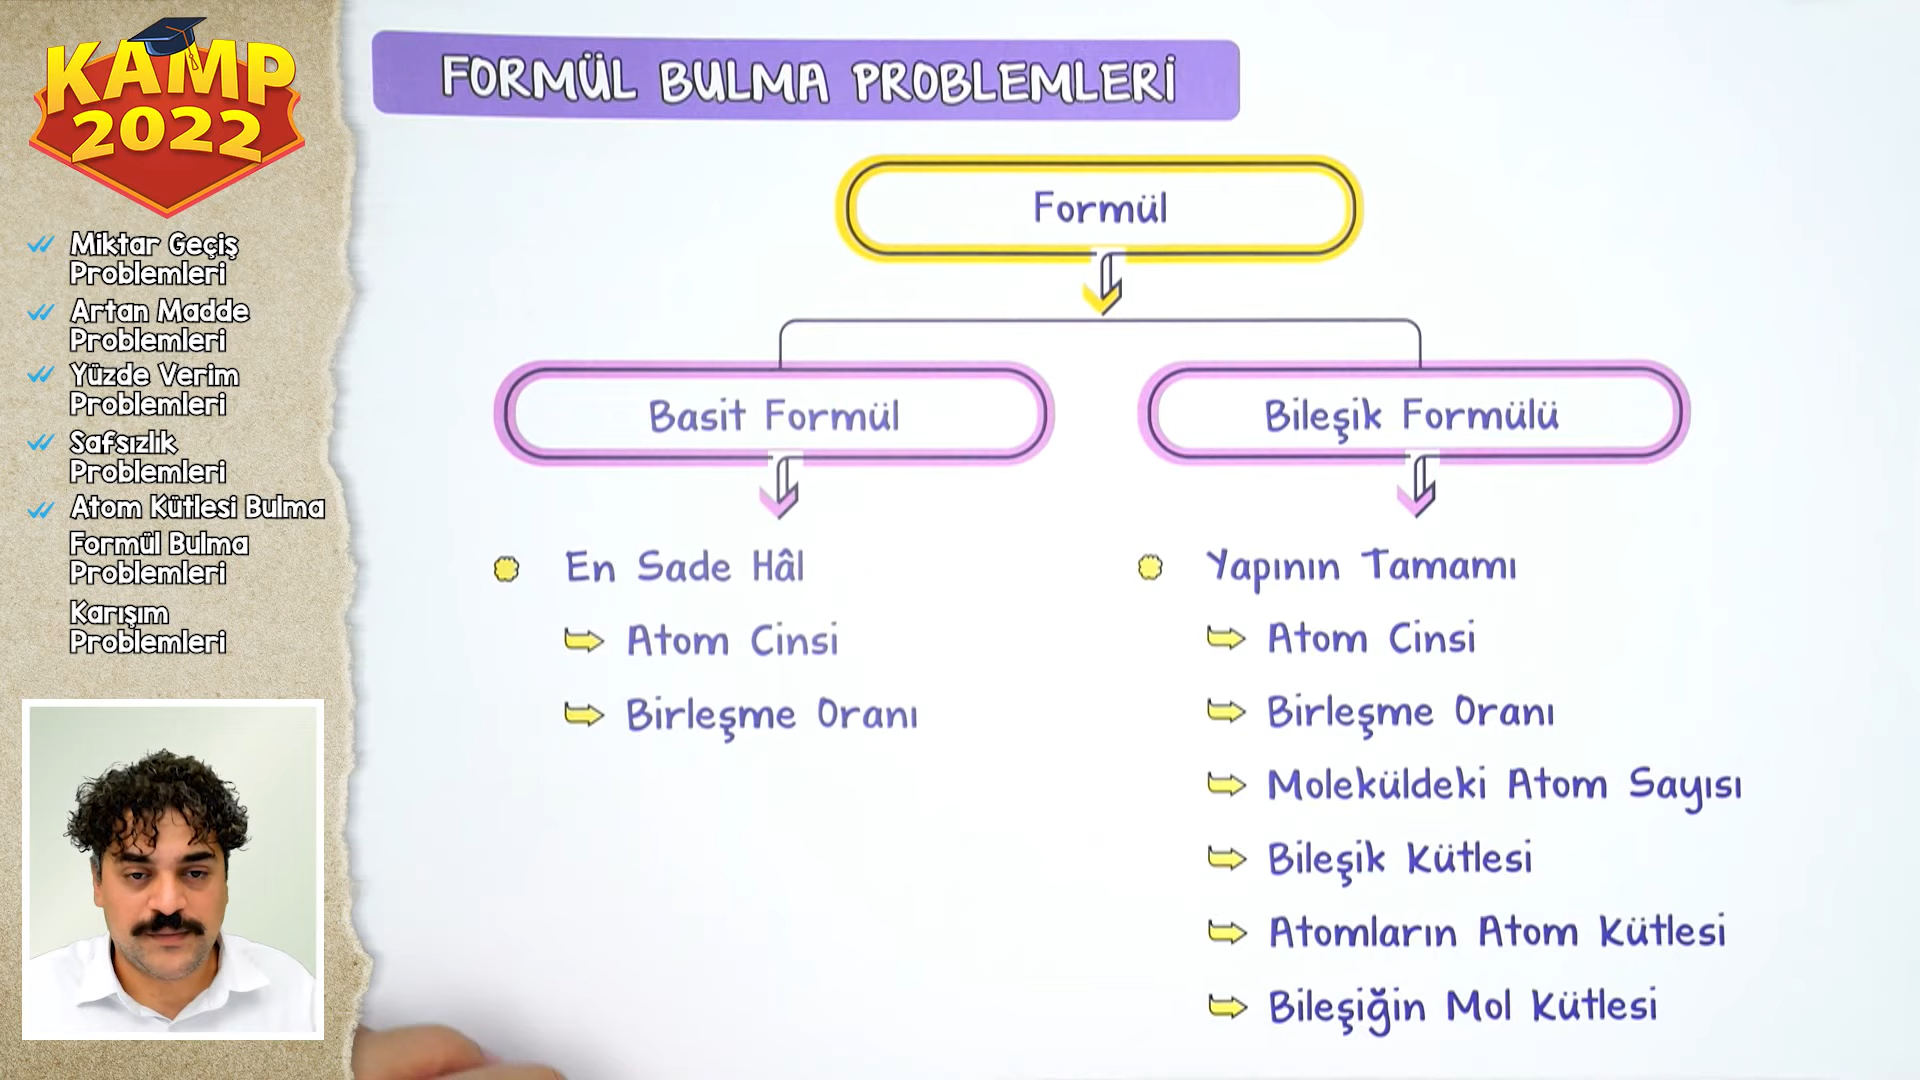 KAMP
2022
Miktar Geçiş
Problemleri
Artan Madde
Problemleri
Yüzde Verim
Problemleri
Safsızlık
Problemleri
Atom Kütlesi Bulma
Formül Bulma
Problemleri
Karışım
Problemleri
FORMÜL BULMA PROBLEMLERİ
Formül
Basit Formül
En Sade Hâl
Atom Cinsi
Birleşme Oranı
Bileşik Formülü
Yapının Tamamı
Atom Cinsi
Birleşme Oranı
Moleküldeki Atom Sayısı
Bileşik Kütlesi
Atomların Atom Kütlesi
Bileşiğin Mol Kütlesi